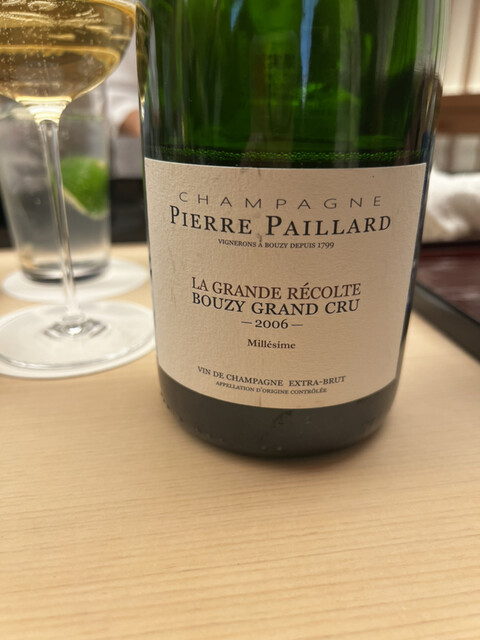 CHAMPAGNE
PIERRE PAILLARD
VIGNERONS À BOUZY DEPUIS 1799
LA GRANDE RÉCOLTE
BOUZY GRAND CRU
—2006—
Millésime
VIN DE CHAMPAGNE EXTRA-BRUT
APPELLATION D'ORIGINE CONTRÔLÉE